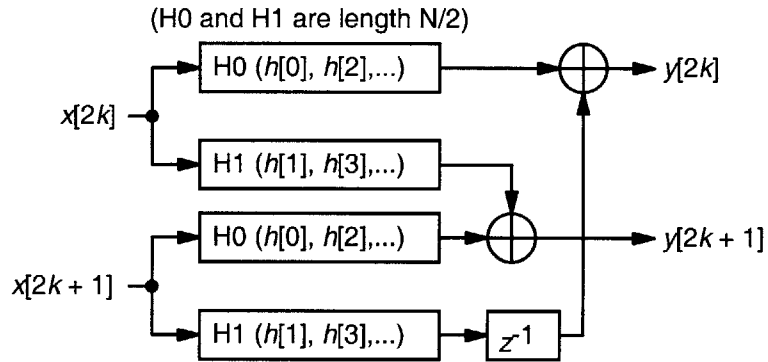 (H0 and H1 are length N/2)
H0 (h[0], h[2],...)
y[2k]
x[2k]
H1 (h[1], h[3],...)
H0 (h[0], h[2],...)
y[2k + 1]
x[2k + 1]
H1 (h[1], h[3],...)
z⁻¹